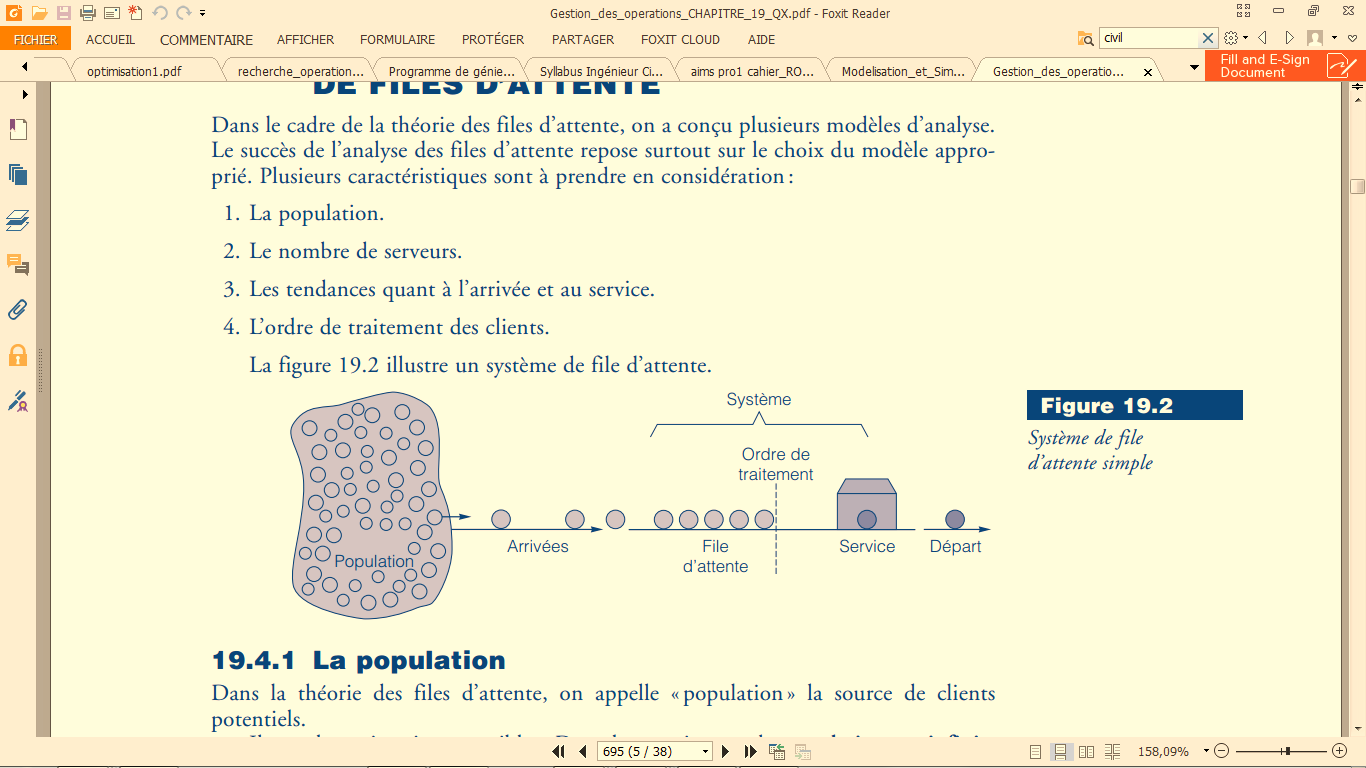 Gestion_des_operations_CHAPITRE_19_QX.pdf - Foxit Reader
FICHIER ACCUEIL COMMENTAIRE AFFICHER FORMULAIRE PROTÉGER PARTAGER FOXIT CLOUD AIDE civil
optimisation1.pdf recherche_operation... Programme de génie... Syllabus Ingénieur Ci... aims pro1 cahier_RO... Modelisation_et_Sim... Gestion_des_operatio...
Fill and E-Sign
Document
DE FILES D'ATTENTE
Dans le cadre de la théorie des files d'attente, on a conçu plusieurs modèles d'analyse.
Le succès de l'analyse des files d'attente repose surtout sur le choix du modèle appro-
prié. Plusieurs caractéristiques sont à prendre en considération :
1. La population.
2. Le nombre de serveurs.
3. Les tendances quant à l'arrivée et au service.
4. L'ordre de traitement des clients.
La figure 19.2 illustre un système de file d'attente.
Système
Ordre de
traitement
Population
Arrivées
File
d'attente
Service
Départ
Figure 19.2
Système de file
d'attente simple
19.4.1 La population
Dans la théorie des files d'attente, on appelle «population» la source de clients
potentiels.
695 (5 / 38)
158,09%